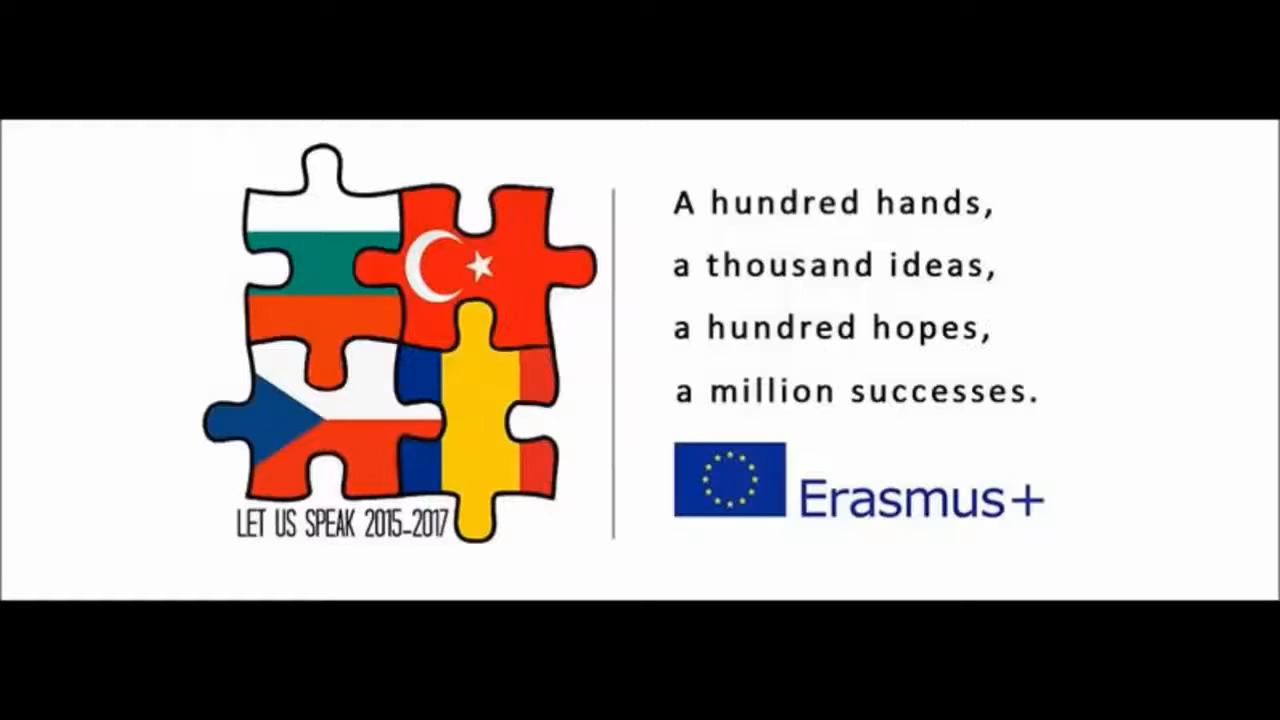 LET US SPEAK 2015-2017
A hundred hands,
a thousand ideas,
a hundred hopes,
a million successes.
Erasmus+